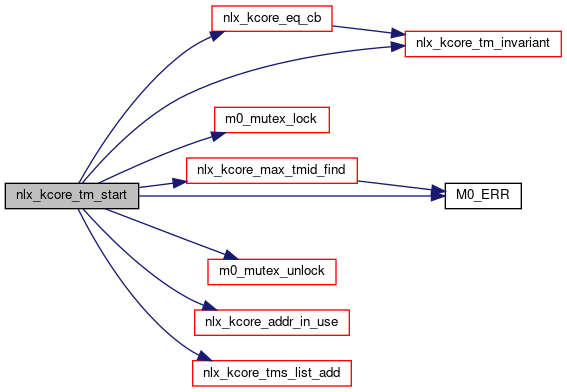 nlx_kcore_eq_cb
nlx_kcore_tm_invariant
m0_mutex_lock
nlx_kcore_max_tmid_find
nlx_kcore_tm_start
M0_ERR
m0_mutex_unlock
nlx_kcore_addr_in_use
nlx_kcore_tms_list_add